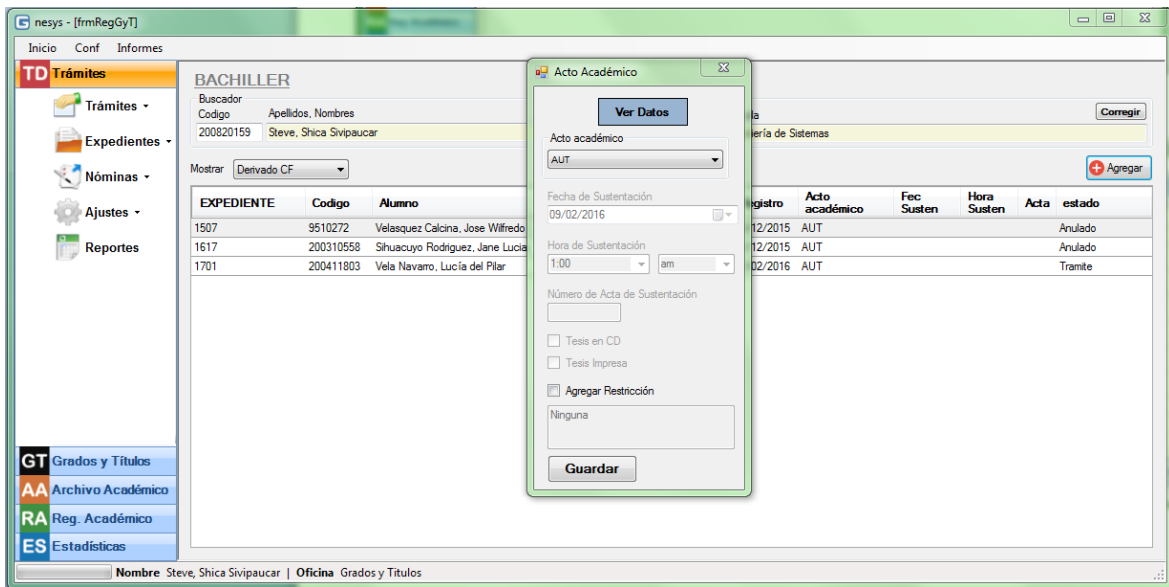 nesys - [frmRegGyT]
Inicio Conf Informes
TD Trámites
Trámites
Expedientes
Nóminas
Ajustes
Reportes
GT Grados y Títulos
AA Archivo Académico
RA Reg. Académico
ES Estadísticas
BACHILLER
Buscador
Codigo Apellidos, Nombres
200820159 Steve, Shica Sivipaucar
iería de Sistemas
Corregir
Mostrar Derivado CF
Agregar
EXPEDIENTE Codigo Alumno egistro Acto académico Fec Susten Hora Susten Acta estado
1507 9510272 Velasquez Calcina, Jose Wilfredo 12/2015 AUT Anulado
1617 200310558 Sihuacuyo Rodriguez, Jane Lucia 12/2015 AUT Anulado
1701 200411803 Vela Navarro, Lucía del Pilar 02/2016 AUT Tramite
Acto Académico
Ver Datos
Acto académico
AUT
Fecha de Sustentación
09/02/2016
Hora de Sustentación
1:00 am
Número de Acta de Sustentación
Tesis en CD
Tesis Impresa
Agregar Restricción
Ninguna
Guardar
Nombre Steve, Shica Sivipaucar | Oficina Grados y Titulos